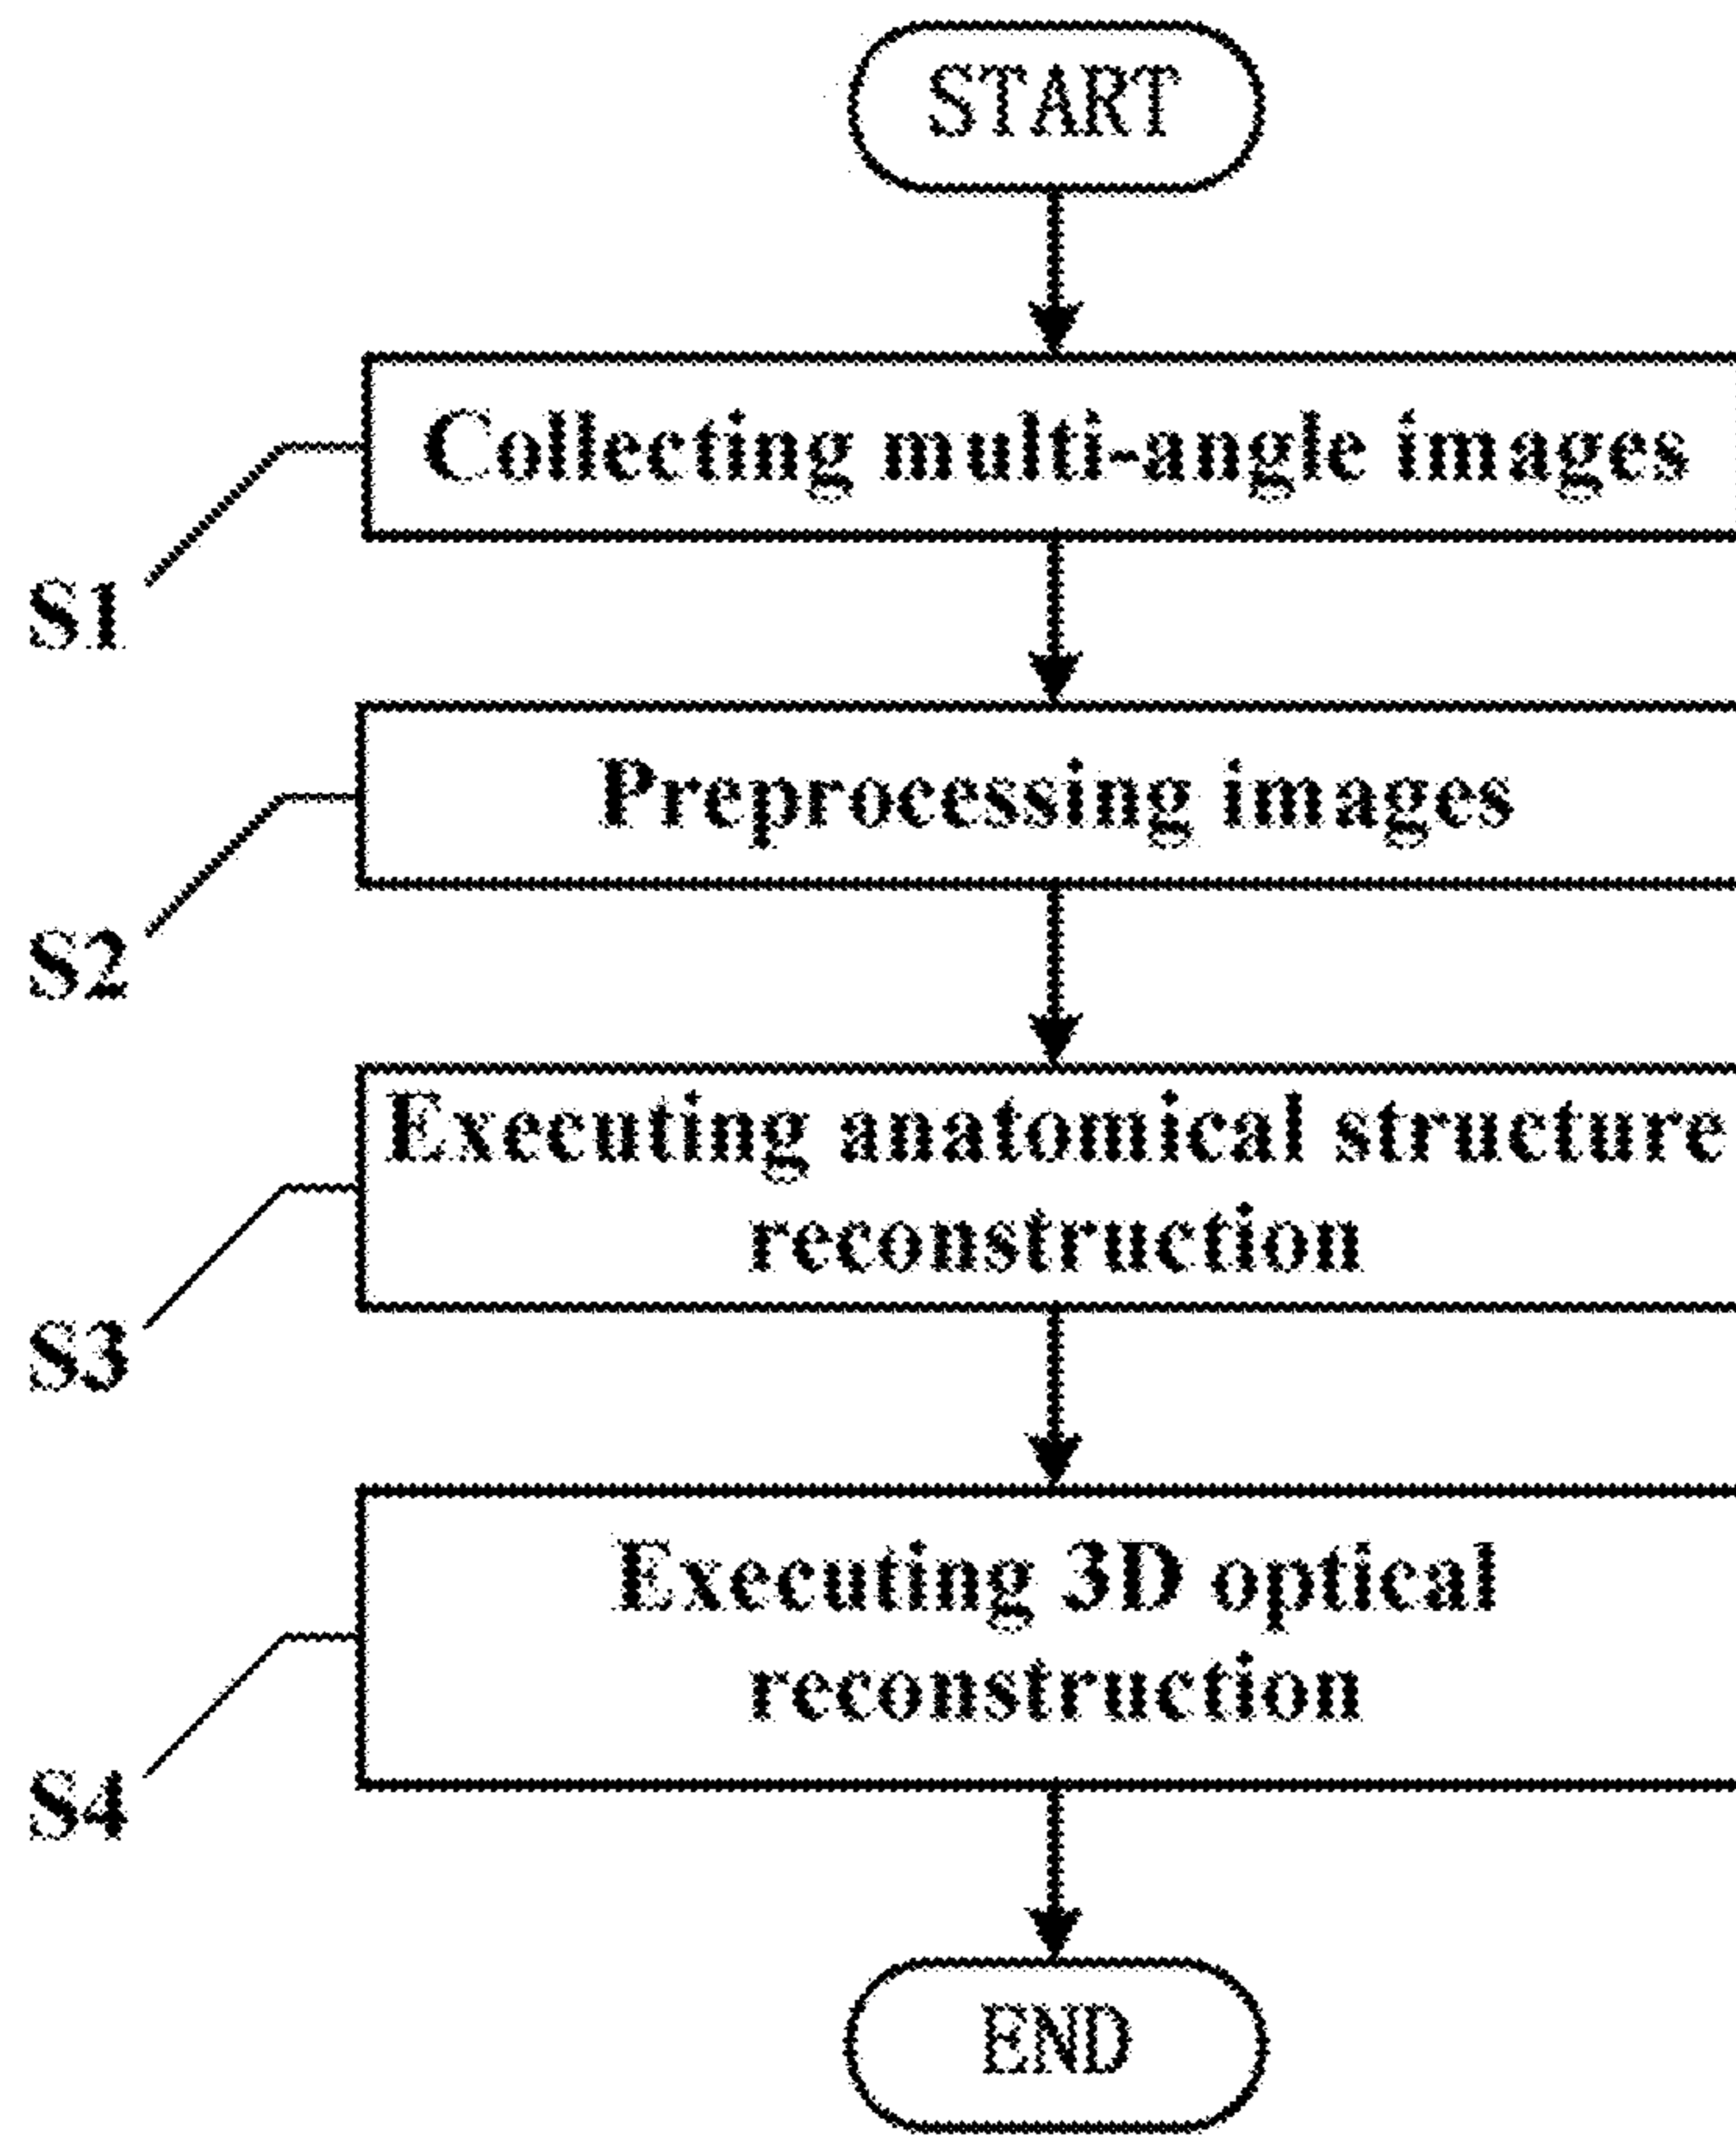 START
Collecting multi-angle images
S1
Preprocessing images
S2
Executing anatomical structure
reconstruction
S3
Executing 3D optical
reconstruction
S4
END